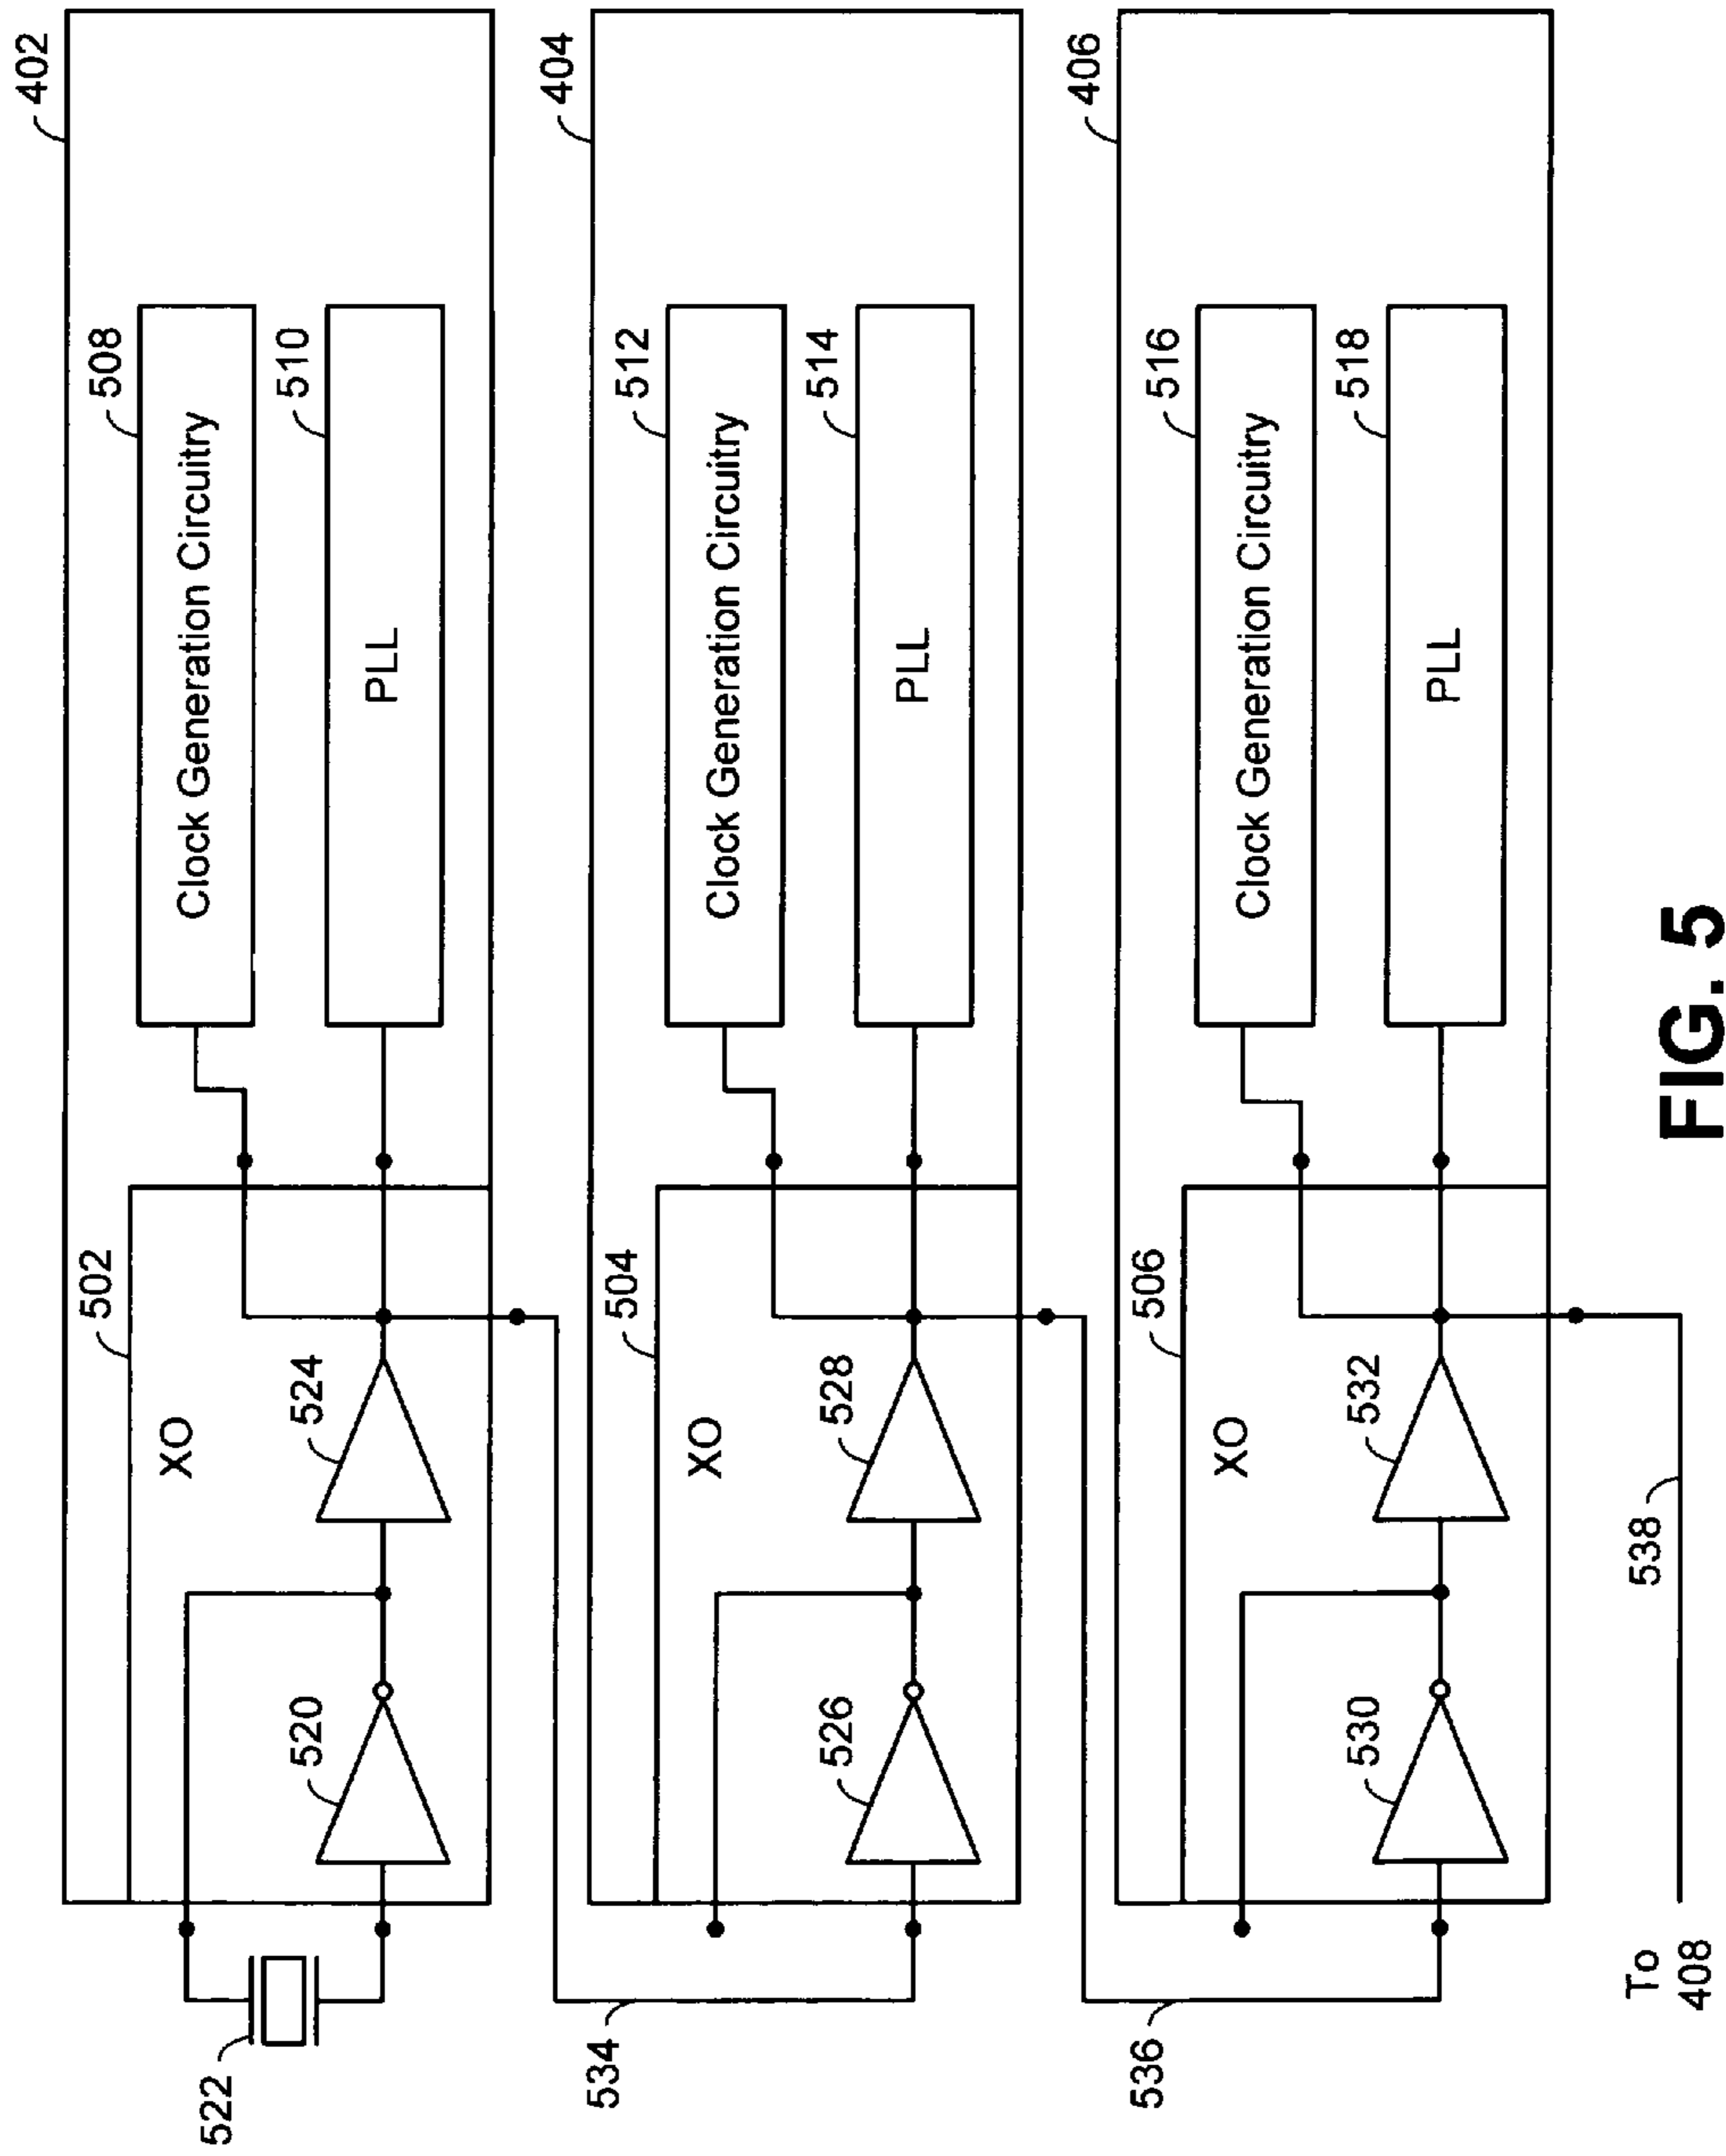 402
508
Clock Generation Circuitry
510
PLL
502
XO
524
520
522
404
512
Clock Generation Circuitry
514
PLL
504
XO
528
526
534
406
516
Clock Generation Circuitry
518
PLL
506
XO
532
530
536
538
To
408
FIG. 5